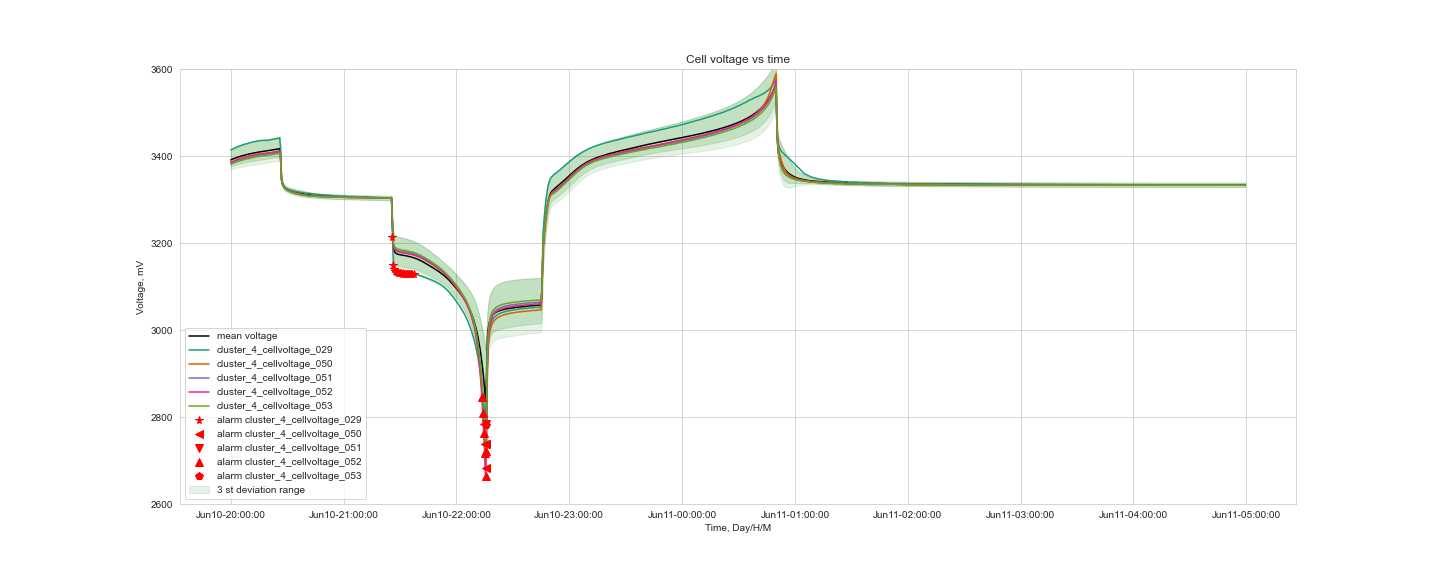 Cell voltage vs time
3600
3400
3200
3000
2800
2600
Voltage. mV
mean voltage
cluster_4_cellvoltage_029
cluster_4_cellvoltage_050
cluster_4_cellvoltage_051
cluster_4_cellvoltage_052
cluster_4_cellvoltage_053
alarm cluster_4_cellvoltage_029
alarm cluster_4_cellvoltage_050
alarm cluster_4_cellvoltage_051
alarm cluster_4_cellvoltage_052
alarm cluster_4_cellvoltage_053
3 st deviation range
Jun10-20:00:00 Jun10-21:00:00 Jun10-22:00:00 Jun10-23:00:00 Jun11-00:00:00 Jun11-01:00:00 Jun11-02:00:00 Jun11-03:00:00 Jun11-04:00:00 Jun11-05:00:00
Time, Day/H/M